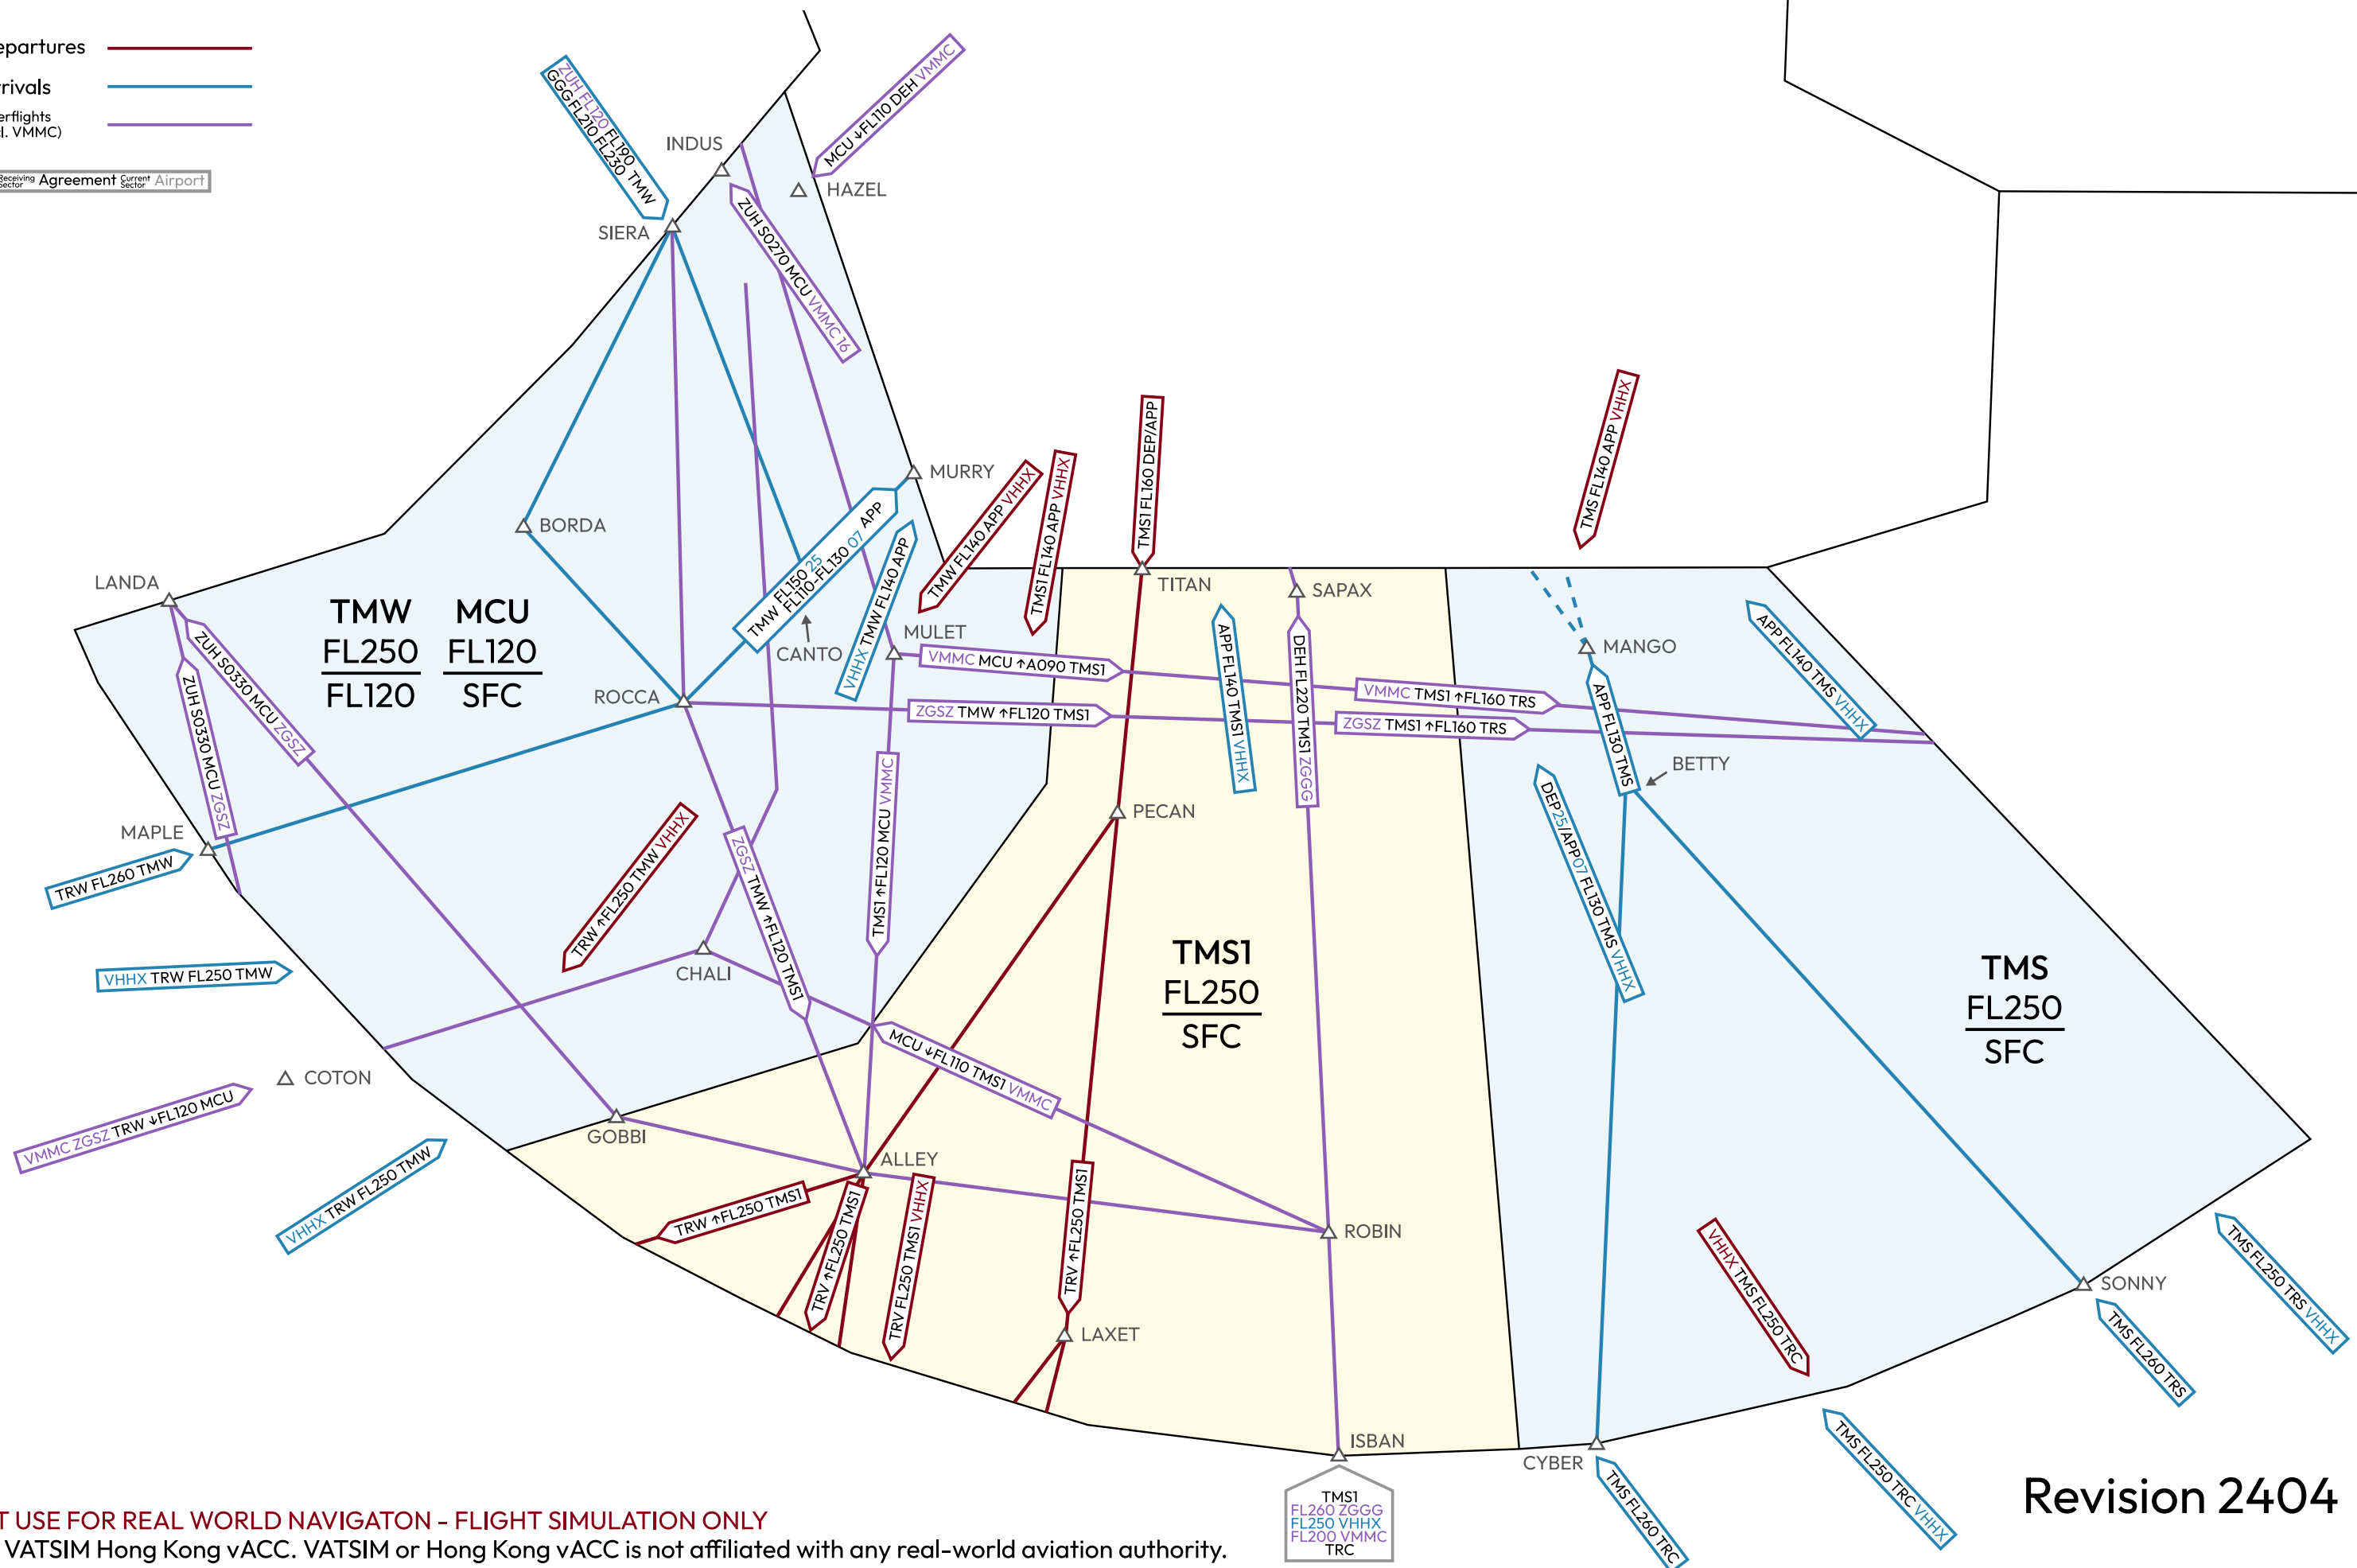 epartures
rivals
erflights
cl. VMMC)
Receiving Sector Agreement Current Sector Airport
ZUH FL120 FL190 TMW
GGG FL210 FL230
MCU ↓FL110 DEH VMMC
INDUS
HAZEL
SIERA
ZUH S0270 MCU VMMC 16
MURRY
BORDA
TMW FL150 25 APP
FL110-FL130 07
VHHX TMW FL140 APP
TMW FL140 APP VHHX
TMS1 FL140 APP VHHX
TMS1 FL160 DEP/APP
TMS FL140 APP VHHX
LANDA
TITAN
SAPAX
TMW
FL250
FL120
MCU
FL120
SFC
MULET
CANTO
MANGO
ZUH S0330 MCU ZGSZ
ZUH S0330 MCU ZGSZ
VMMC MCU ↑A090 TMS1
VMMC TMS1 ↑FL160 TRS
ROCCA
ZGSZ TMW ↑FL120 TMS1
ZGSZ TMS1 ↑FL160 TRS
APP FL140 TMS1 VHHX
DEH FL220 TMS1 ZGGG
APP FL130 TMS
APP FL140 TMS VHHX
BETTY
PECAN
MAPLE
TRW FL260 TMW
TRW ↑FL250 TMW VHHX
ZGSZ TMW ↑FL120 TMS1
TMS1 ↑FL120 MCU VMMC
DEP25/APP07 FL130 TMS VHHX
VHHX TRW FL250 TMW
CHALI
TMS1
FL250
SFC
TMS
FL250
SFC
MCU ↓FL110 TMS1 VMMC
COTON
VMMC ZGSZ TRW ↓FL120 MCU
GOBBI
VHHX TRW FL250 TMW
ALLEY
TRW ↑FL250 TMS1
TRV ↑FL250 TMS1
TRV FL250 TMS1 VHHX
TRV ↑FL250 TMS1
ROBIN
VHHX TMS FL250 TRC
SONNY
TMS FL250 TRS VHHX
TMS FL260 TRS
LAXET
ISBAN
CYBER
TMS FL260 TRC
TMS FL250 TRC VHHX
TMS1
FL260 ZGGG
FL250 VHHX
FL200 VMMC
TRC
Revision 2404
T USE FOR REAL WORLD NAVIGATON - FLIGHT SIMULATION ONLY
VATSIM Hong Kong vACC. VATSIM or Hong Kong vACC is not affiliated with any real-world aviation authority.